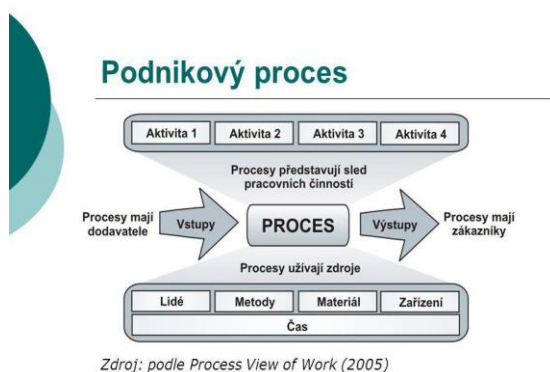 Podnikový proces
Aktivita 1 Aktivita 2 Aktivita 3 Aktivita 4
Procesy představují sled
pracovních činností
Procesy mají
dodavatele
Vstupy
PROCES
Výstupy
Procesy mají
zákazníky
Procesy užívají zdroje
Lidé Metody Materiál Zařízení
Čas
Zdroj: podle Process View of Work (2005)